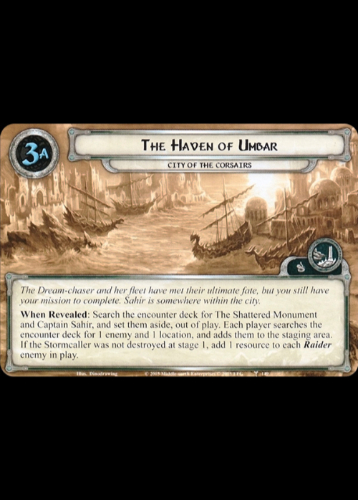 3A
The Haven of Umbar
City of the Corsairs
The Dream-chaser and her fleet have met their ultimate fate, but you still have
your mission to complete. Sahir is somewhere within the city.
When Revealed: Search the encounter deck for The Shattered Monument
and Captain Sahir, and set them aside, out of play. Each player searches the
encounter deck for 1 enemy and 1 location, and adds them to the staging area.
If the Stormcaller was not destroyed at stage 1, add 1 resource to each Raider
enemy in play.